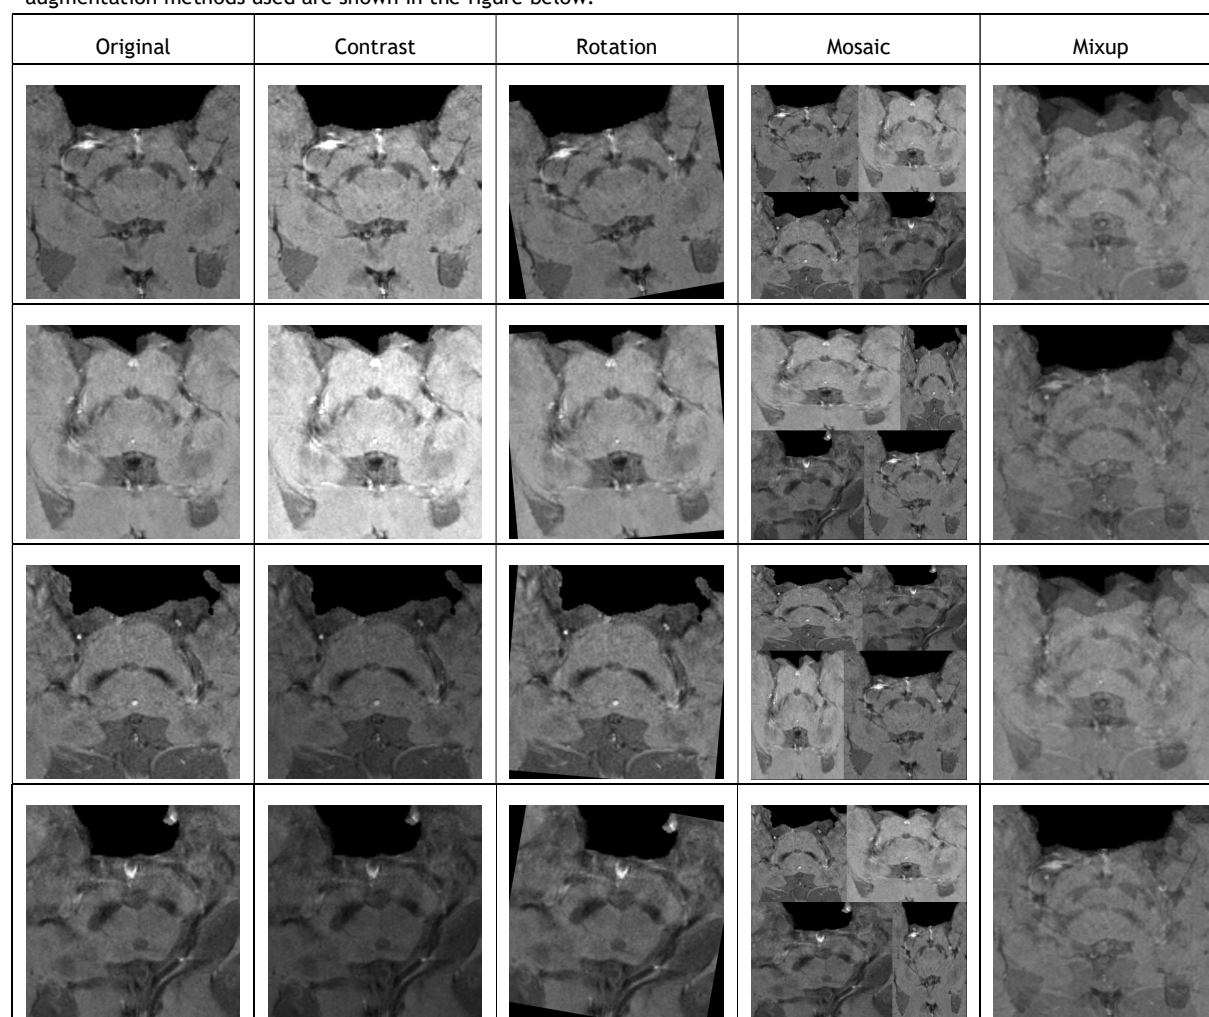 augmentation methods used are shown in the figure below.
Original Contrast Rotation Mosaic Mixup